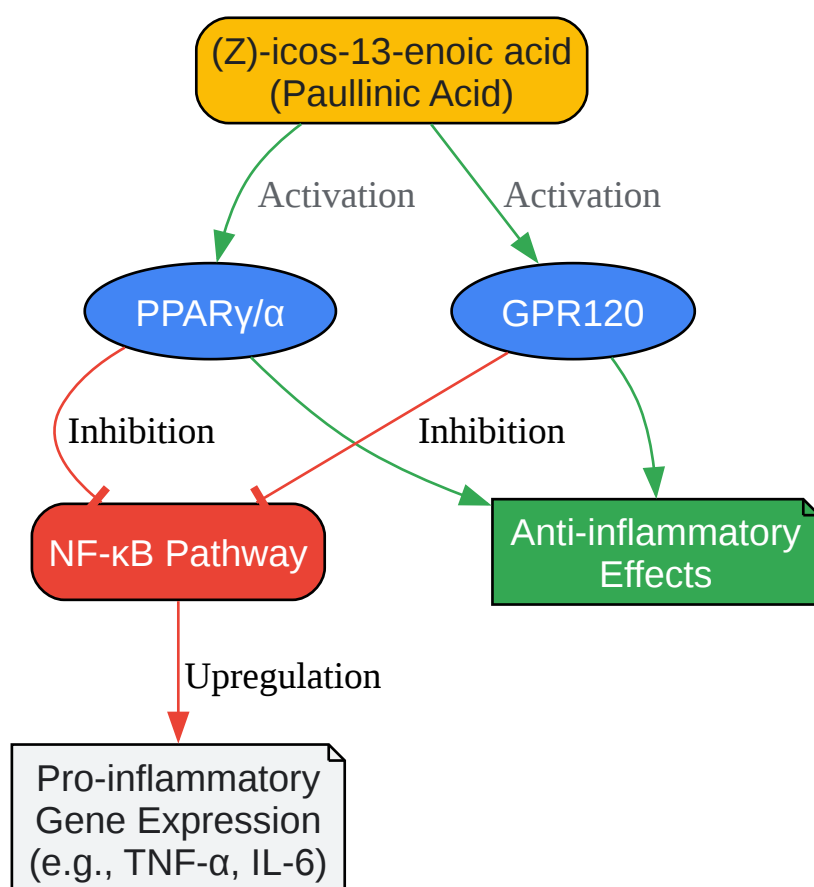 (Z)-icos-13-enoic acid
(Paullinic Acid)
Activation
Activation
PPARγ/α
GPR120
Inhibition
Inhibition
NF-κB Pathway
Anti-inflammatory
Effects
Upregulation
Pro-inflammatory
Gene Expression
(e.g., TNF-α, IL-6)